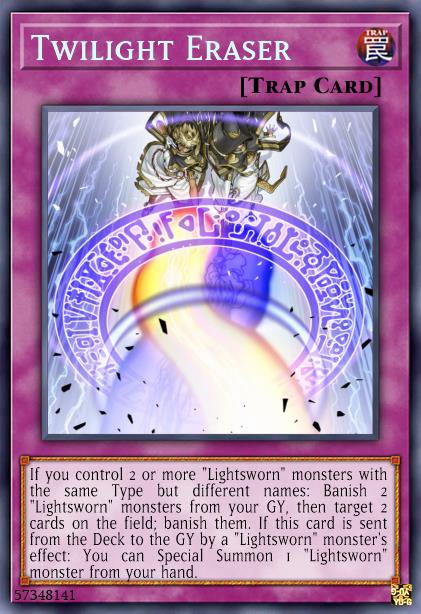 Twilight Eraser
TRAP
罠
[Trap Card]
If you control 2 or more "Lightsworn" monsters with
the same Type but different names: Banish 2
"Lightsworn" monsters from your GY, then target 2
cards on the field; banish them. If this card is sent
from the Deck to the GY by a "Lightsworn" monster's
effect: You can Special Summon 1 "Lightsworn"
monster from your hand.
57348141